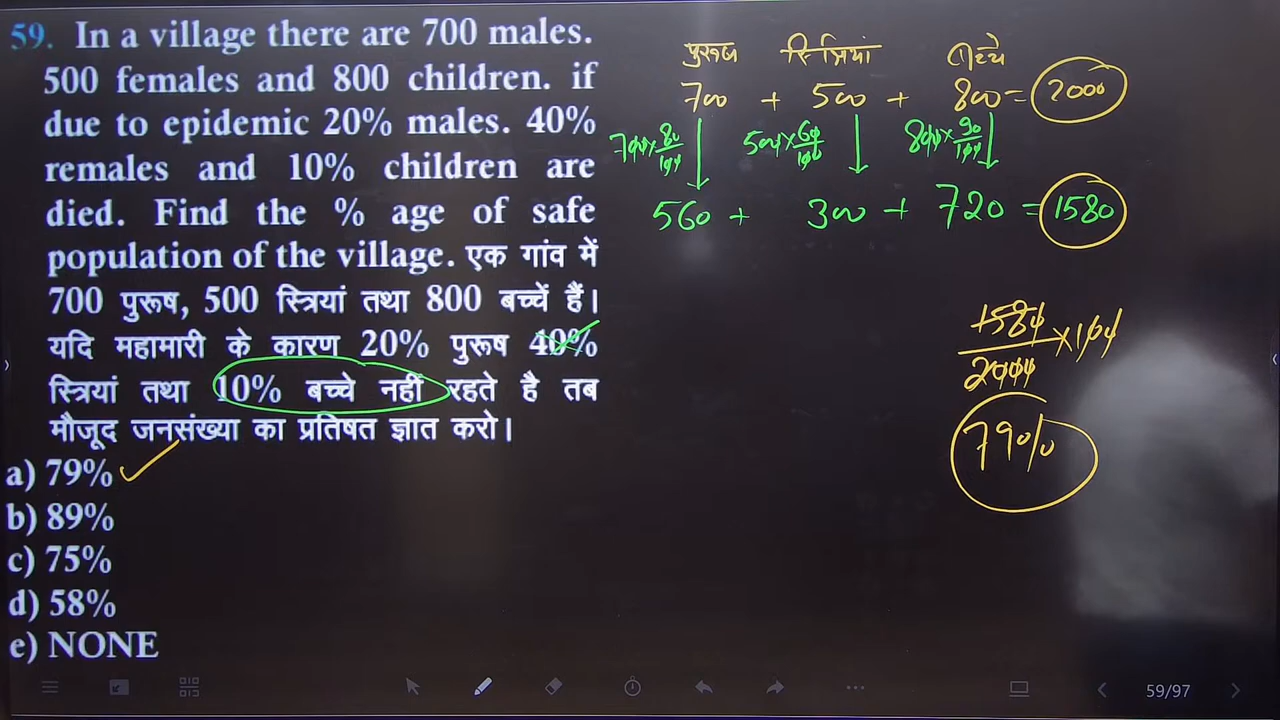 59. In a village there are 700 males.
500 females and 800 children. if
due to epidemic 20% males. 40%
remales and 10% children are
died. Find the % age of safe
population of the village. एक गांव में
700 पुरूष, 500 स्त्रियां तथा 800 बच्चें हैं।
यदि महामारी के कारण 20% पुरूष 40%
स्त्रियां तथा 10% बच्चे नहीं रहते है तब
मौजूद जनसंख्या का प्रतिषत ज्ञात करो।
a) 79%
b) 89%
c) 75%
d) 58%
e) NONE
पुरूष स्त्रियां बच्चे
700 + 500 + 800 = 2000
700×80/100 500×60/100 800×90/100
560 + 300 + 720 = 1580
1580/2000 ×100
79%
59/97